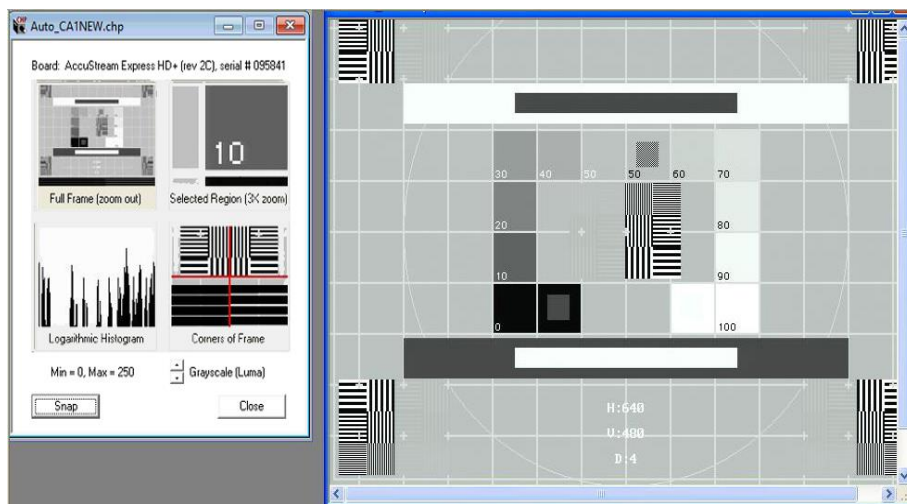 Auto_CA1NEW.chp
Board: AccuStream Express HD+ (rev 2C), serial # 095841
10
Full Frame (zoom out)
Selected Region (3X zoom)
Logarithmic Histogram
Corners of Frame
Min = 0, Max = 250
Grayscale (Luma)
Snap
Close
30 40 50 50 60 70
20 80
10 90
0 100
H:640
V:480
D:4